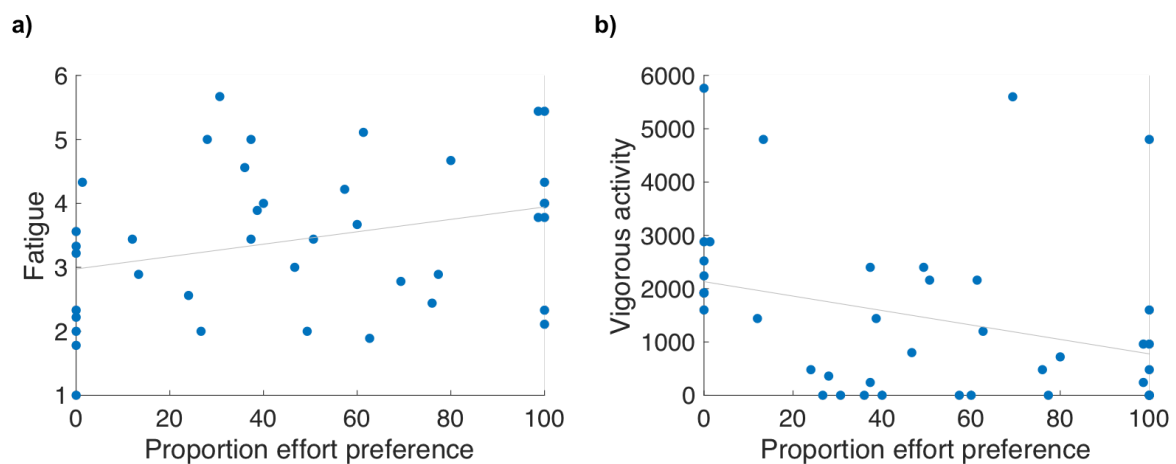 a)
6
5
4
3
2
1
Fatigue
0 20 40 60 80 100
Proportion effort preference
b)
6000
5000
4000
3000
2000
1000
0
Vigorous activity
0 20 40 60 80 100
Proportion effort preference